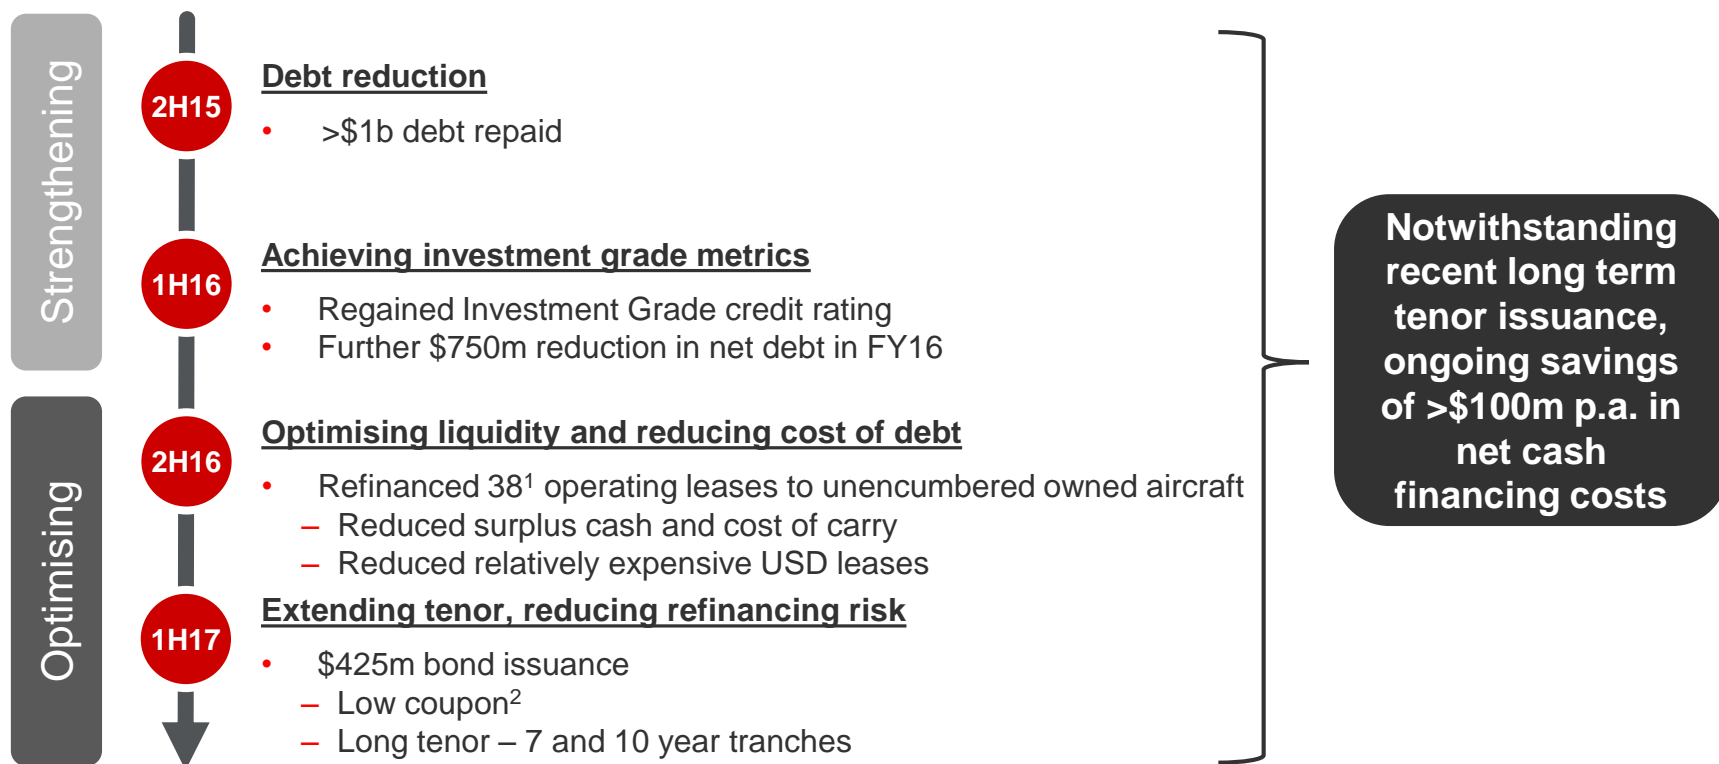 Strengthening
2H15
Debt reduction
• >$1b debt repaid
1H16
Achieving investment grade metrics
• Regained Investment Grade credit rating
• Further $750m reduction in net debt in FY16
Optimising
2H16
Optimising liquidity and reducing cost of debt
• Refinanced 38¹ operating leases to unencumbered owned aircraft
– Reduced surplus cash and cost of carry
– Reduced relatively expensive USD leases
1H17
Extending tenor, reducing refinancing risk
• $425m bond issuance
– Low coupon²
– Long tenor – 7 and 10 year tranches
Notwithstanding
recent long term
tenor issuance,
ongoing savings
of >$100m p.a. in
net cash
financing costs